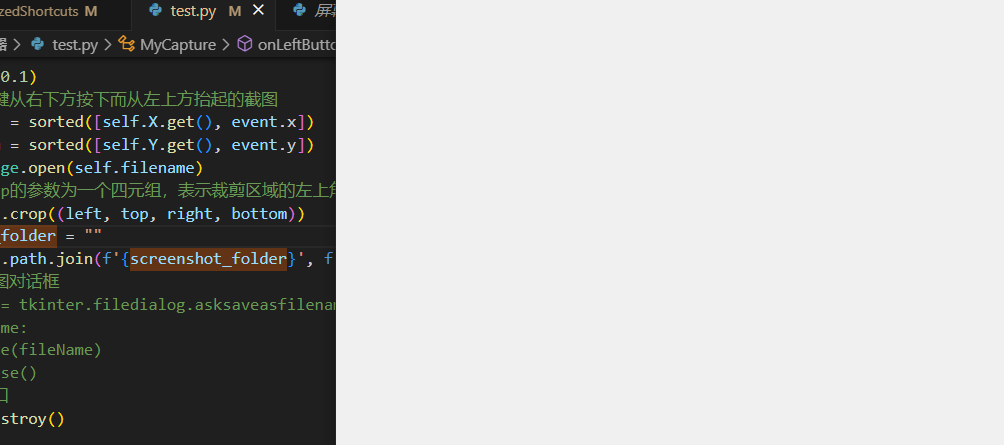 zedShortcuts M test.py M × 屏幕
器 > test.py > MyCapture > onLeftButto
0.1)
键从右下方按下而从左上方抬起的截图
= sorted([self.X.get(), event.x])
= sorted([self.Y.get(), event.y])
ge.open(self.filename)
p的参数为一个四元组，表示裁剪区域的左上角
.crop((left, top, right, bottom))
_folder = ""
.path.join(f'{screenshot_folder}', f
图对话框
= tkinter.filedialog.asksaveasfilenam
me:
e(fileName)
se()
口
stroy()